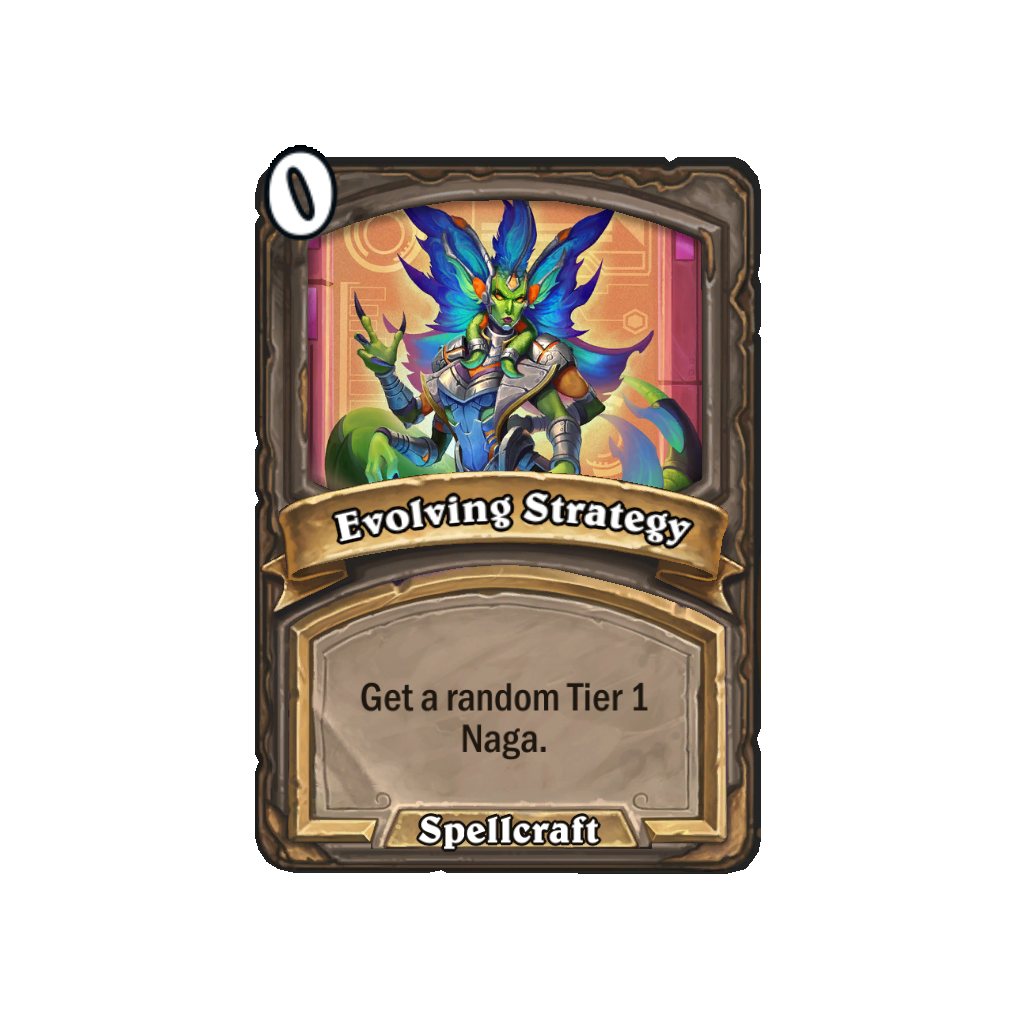 0
Evolving Strategy
Get a random Tier 1
Naga.
Spellcraft